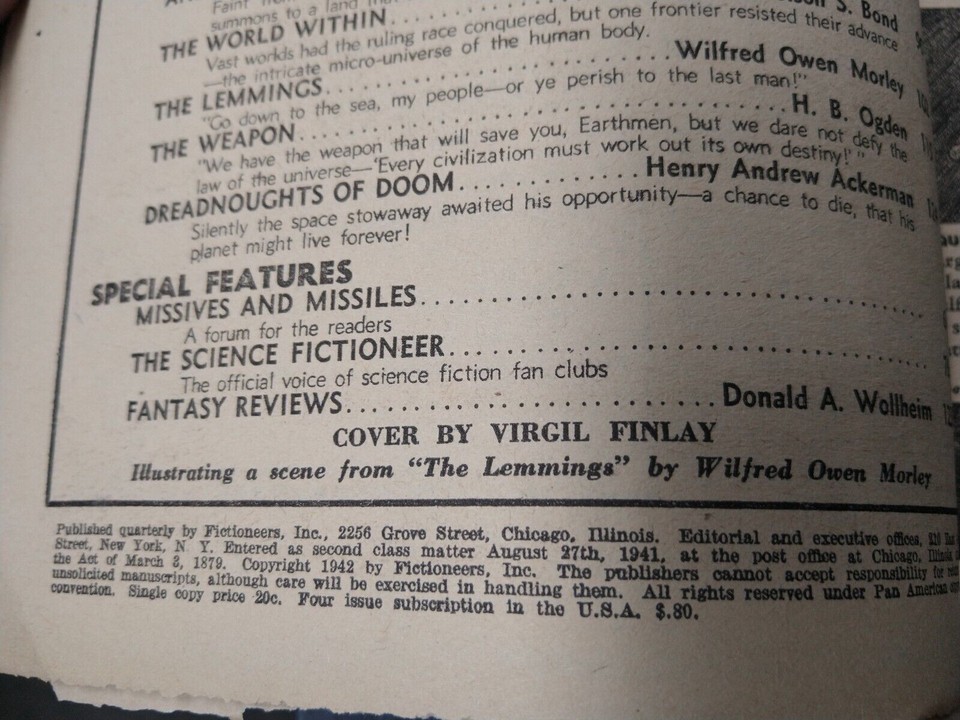 Faint
summons to a land
S. Bond
THE WORLD WITHIN
Vast worlds had the ruling race conquered, but one frontier resisted their advance
—the intricate micro-universe of the human body.
THE LEMMINGS Wilfred Owen Morley
"Go down to the sea, my people—or ye perish to the last man!"
THE WEAPON H. B. Ogden
"We have the weapon that will save you, Earthmen, but we dare not defy the
law of the universe—'Every civilization must work out its own destiny!' "
DREADNOUGHTS OF DOOM Henry Andrew Ackerman
Silently the space stowaway awaited his opportunity—a chance to die, that his
planet might live forever!
SPECIAL FEATURES
MISSIVES AND MISSILES
A forum for the readers
THE SCIENCE FICTIONEER
The official voice of science fiction fan clubs
FANTASY REVIEWS Donald A. Wollheim
COVER BY VIRGIL FINLAY
Illustrating a scene from "The Lemmings" by Wilfred Owen Morley
Published quarterly by Fictioneers, Inc., 2256 Grove Street, Chicago, Illinois. Editorial and executive offices,
Street, New York, N Y. Entered as second class matter August 27th, 1941, at the post office at Chicago, Illinois
the Act of March 3, 1879. Copyright 1942 by Fictioneers, Inc. The publishers cannot accept responsibility for
unsolicited manuscripts, although care will be exercised in handling them. All rights reserved under Pan American
convention. Single copy price 20c. Four issue subscription in the U.S.A. $.80.